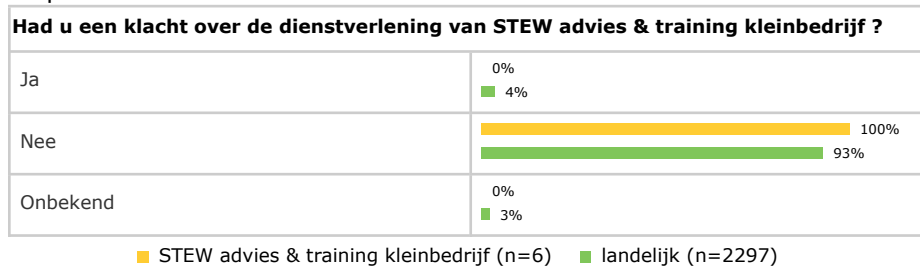 Had u een klacht over de dienstverlening van STEW advies & training kleinbedrijf ?
Ja
0%
4%
Nee
100%
93%
Onbekend
0%
3%
STEW advies & training kleinbedrijf (n=6) landelijk (n=2297)